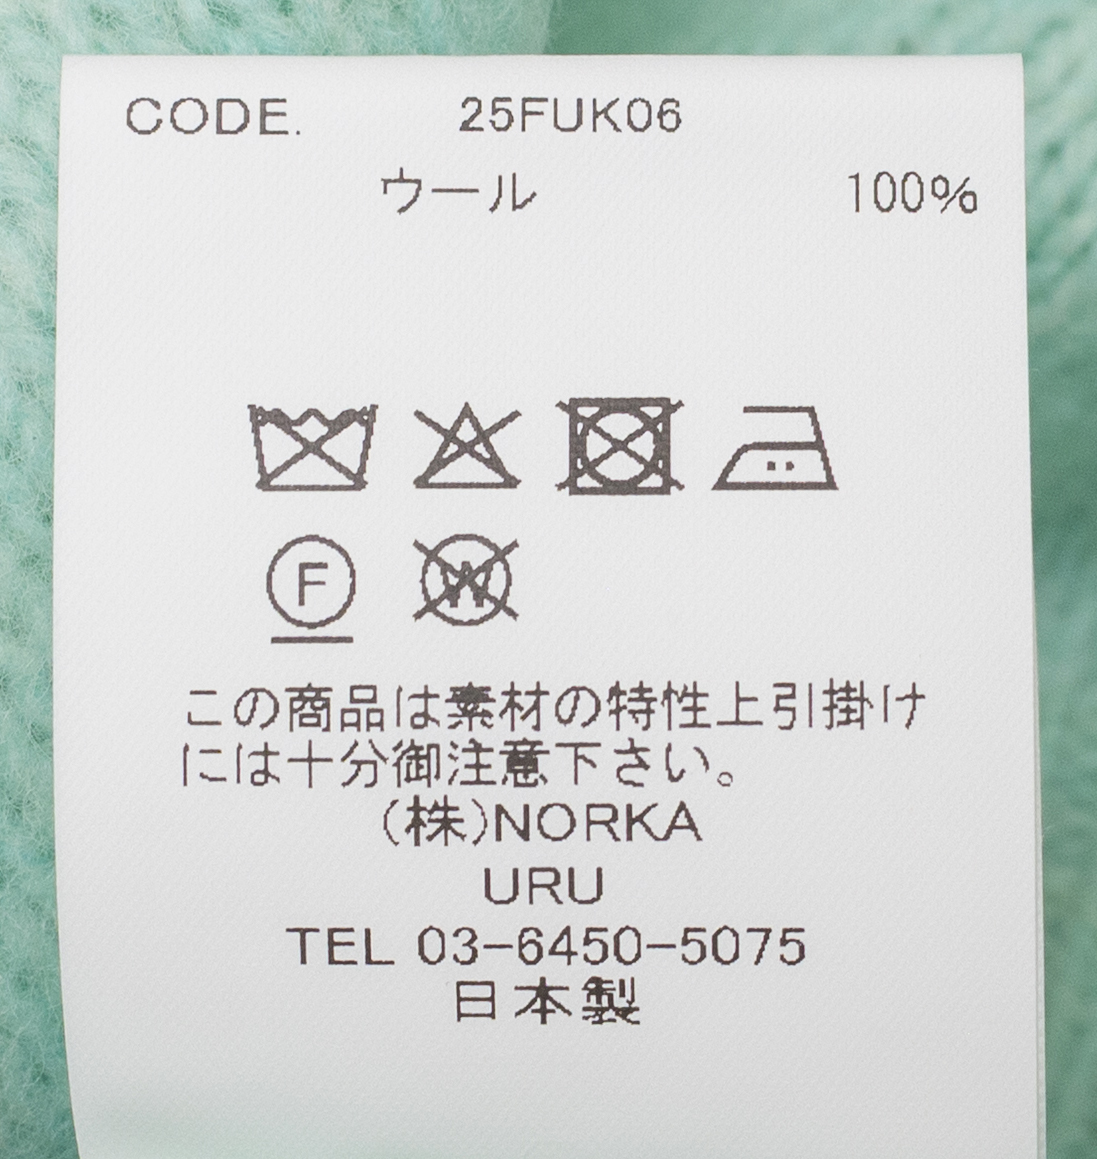 CODE. 25FUK06
ウール 100%
F W
この商品は素材の特性上引掛け
には十分御注意下さい。
(株)NORKA
URU
TEL 03-6450-5075
日本製